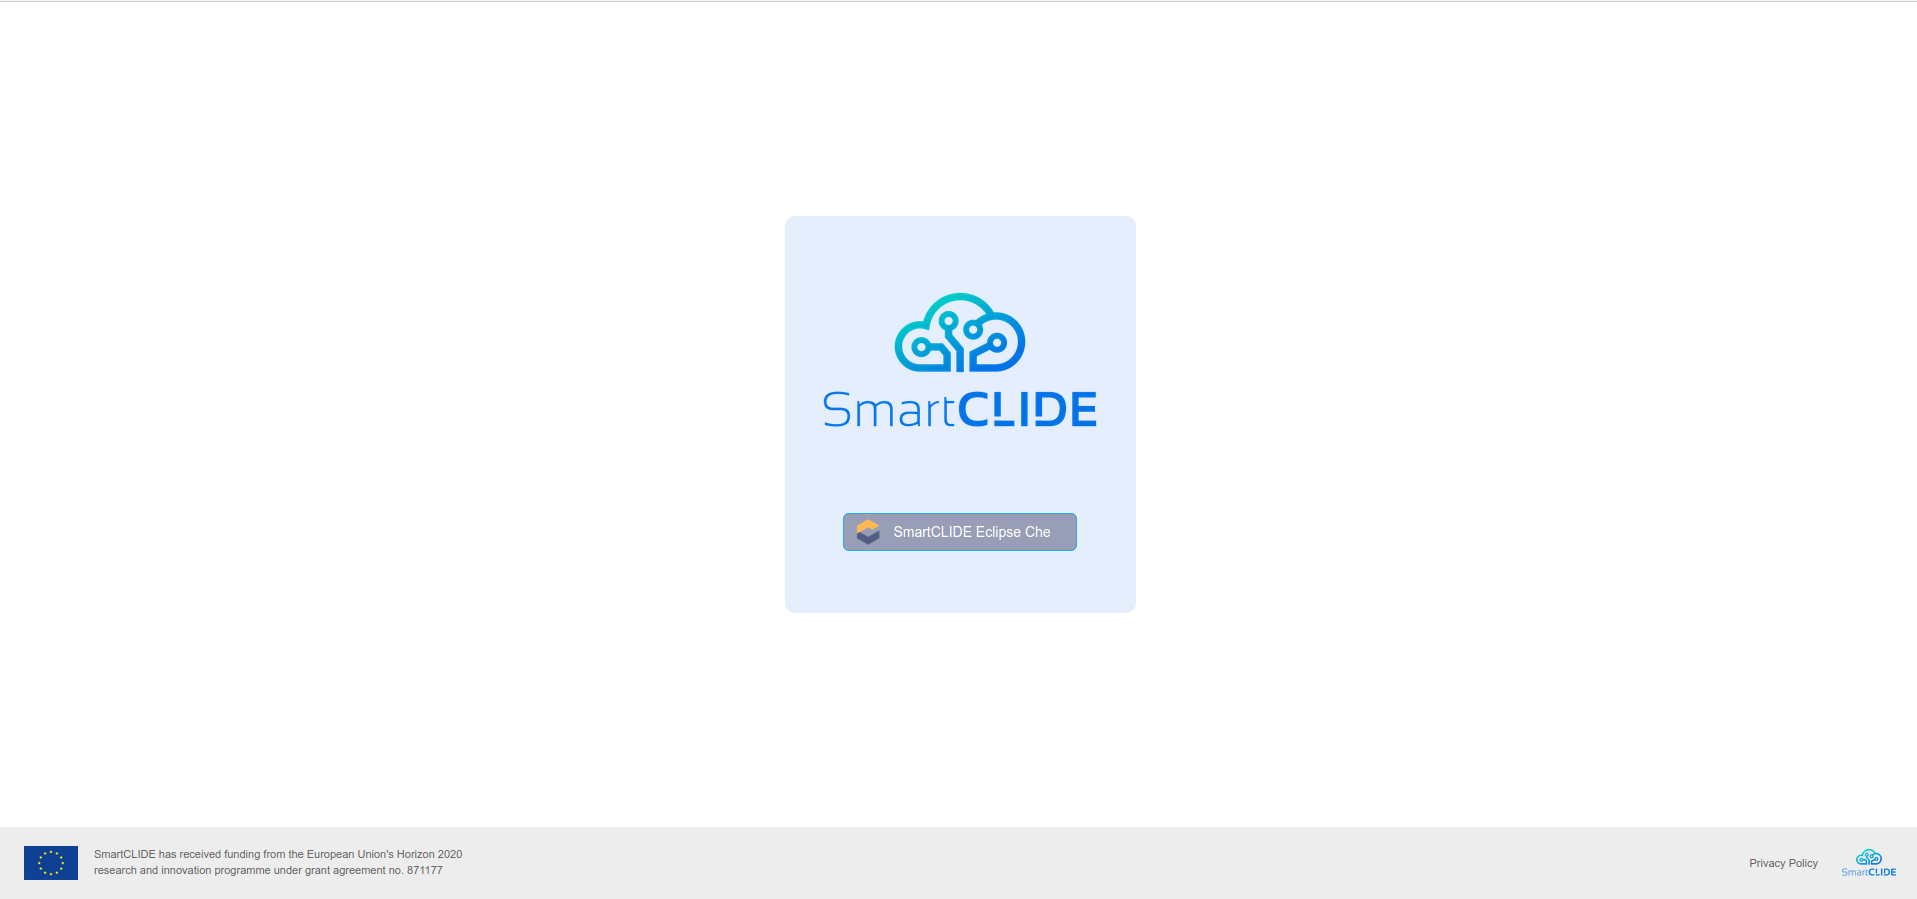 SmartCLIDE
SmartCLIDE Eclipse Che
SmartCLIDE has received funding from the European Union's Horizon 2020
research and innovation programme under grant agreement no. 871177
Privacy Policy
SmartCLIDE